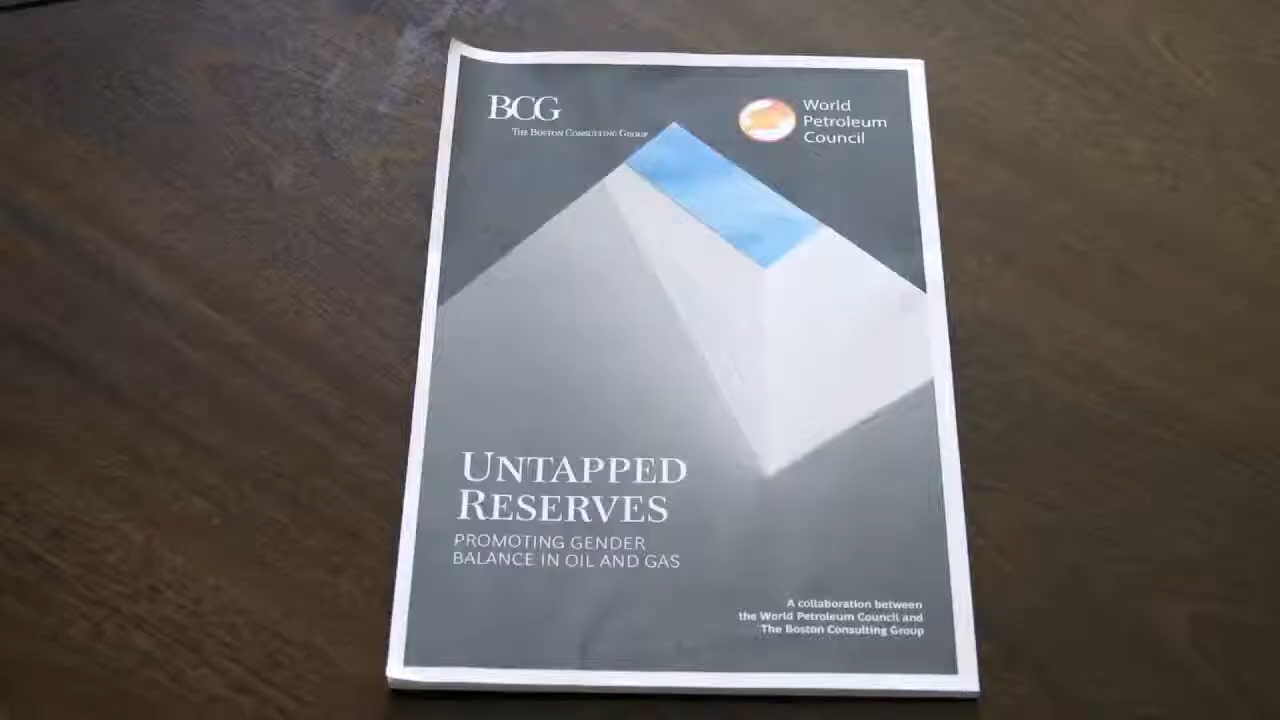 BCG
The Boston Consulting Group
World
Petroleum
Council
Untapped
Reserves
PROMOTING GENDER
BALANCE IN OIL AND GAS
A collaboration between
the World Petroleum Council and
The Boston Consulting Group